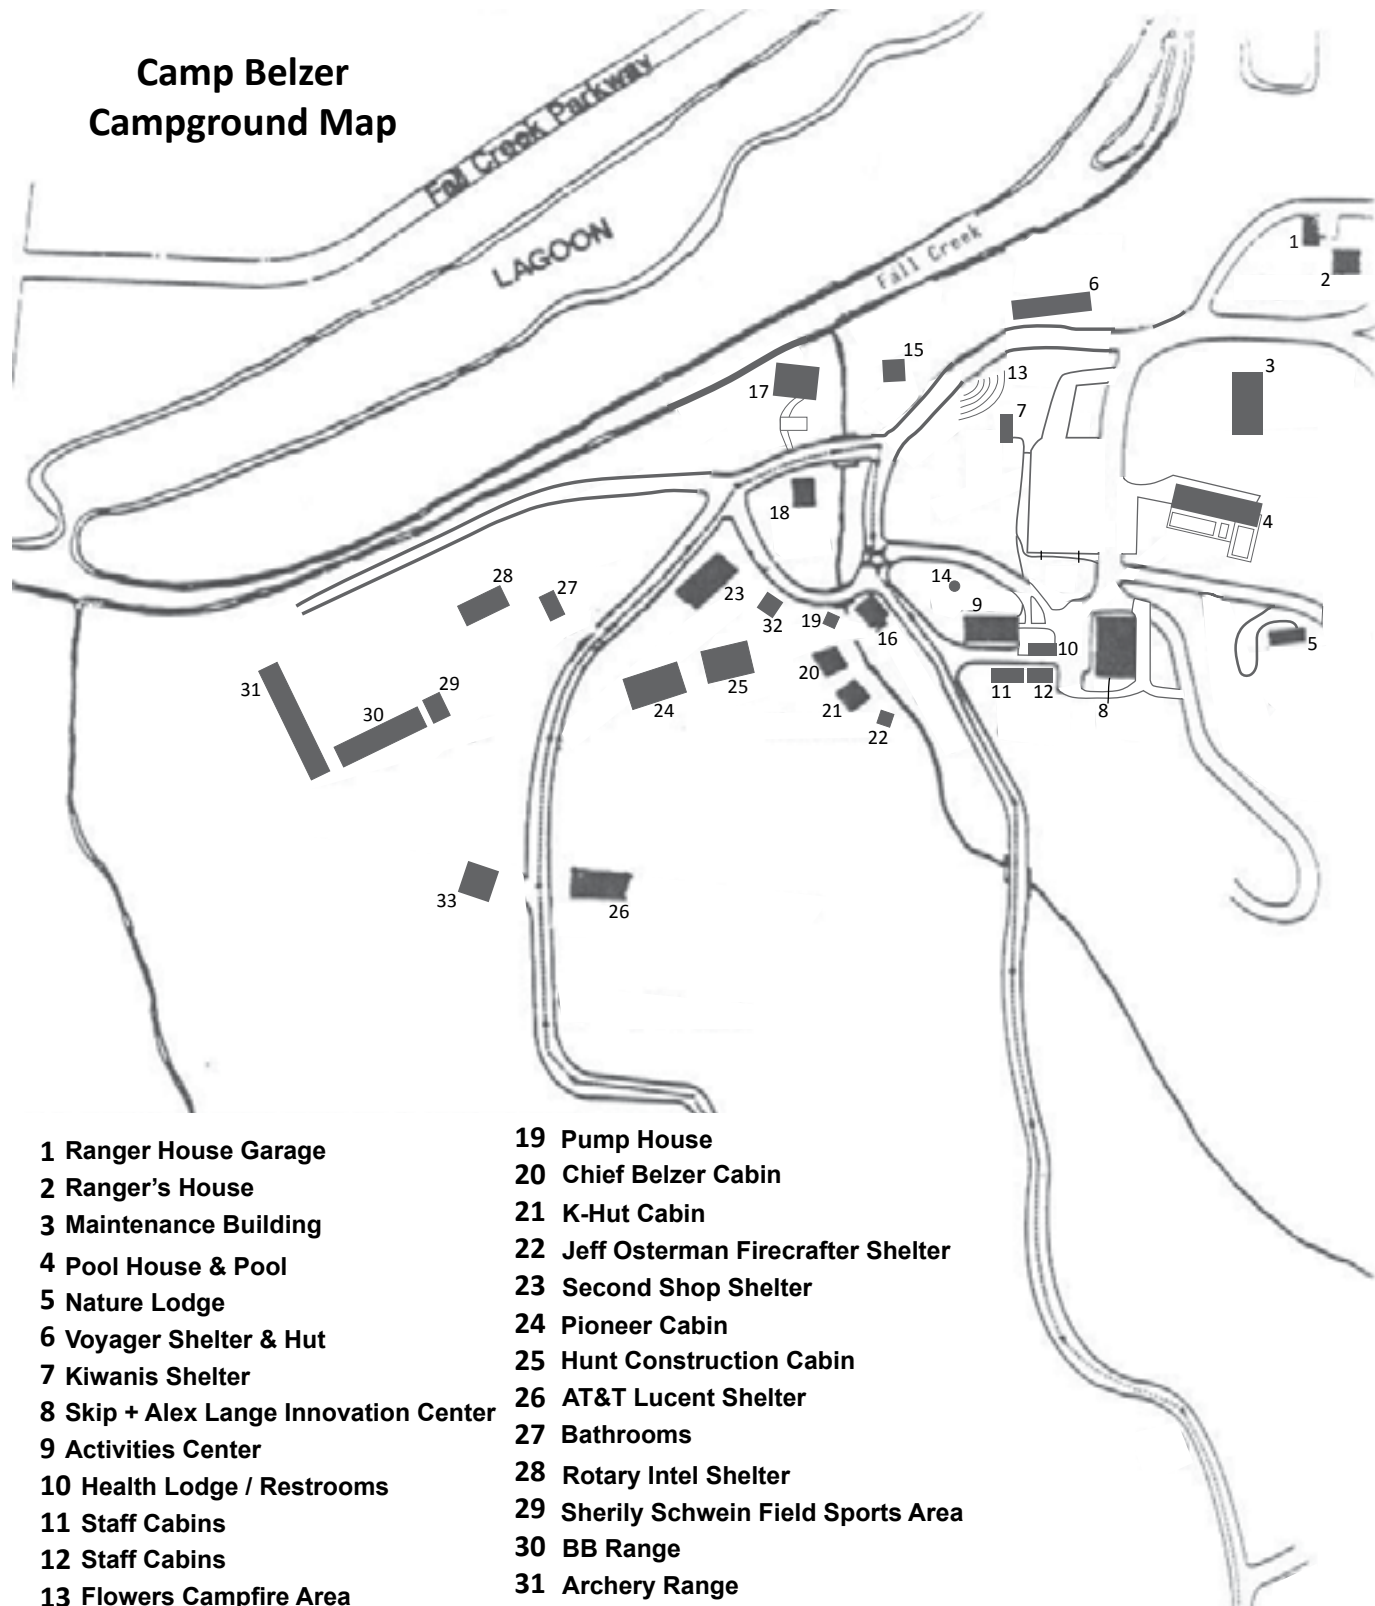 Camp Belzer
Campground Map
Fall Creek Parkway
LAGOON
Fall Creek
1
2
6
15
13
3
17
7
18
4
28
27
23
14
9
32
19
16
10
5
20
25
31
29
24
21
11
12
30
22
8
33
26
1 Ranger House Garage
2 Ranger's House
3 Maintenance Building
4 Pool House & Pool
5 Nature Lodge
6 Voyager Shelter & Hut
7 Kiwanis Shelter
8 Skip + Alex Lange Innovation Center
9 Activities Center
10 Health Lodge / Restrooms
11 Staff Cabins
12 Staff Cabins
13 Flowers Campfire Area
19 Pump House
20 Chief Belzer Cabin
21 K-Hut Cabin
22 Jeff Osterman Firecrafter Shelter
23 Second Shop Shelter
24 Pioneer Cabin
25 Hunt Construction Cabin
26 AT&T Lucent Shelter
27 Bathrooms
28 Rotary Intel Shelter
29 Sherily Schwein Field Sports Area
30 BB Range
31 Archery Range